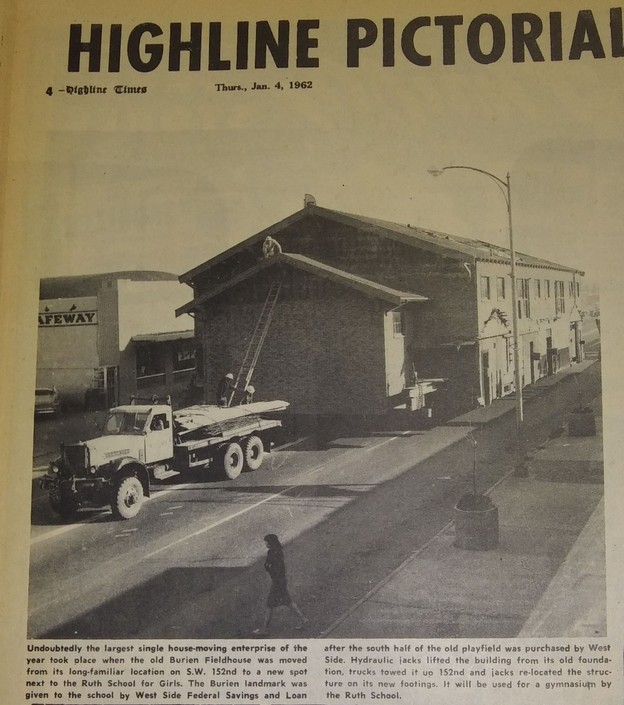 HIGHLINE PICTORIAL
4 —Highline Times
Thurs., Jan. 4, 1962
AFEWAY
Undoubtedly the largest single house-moving enterprise of the
year took place when the old Burien Fieldhouse was moved
from its long-familiar location on S.W. 152nd to a new spot
next to the Ruth School for Girls. The Burien landmark was
given to the school by West Side Federal Savings and Loan
after the south half of the old playfield was purchased by West
Side. Hydraulic jacks lifted the building from its old founda-
tion, trucks towed it up 152nd and jacks re-located the struc-
ture on its new footings. It will be used for a gymnasium by
the Ruth School.